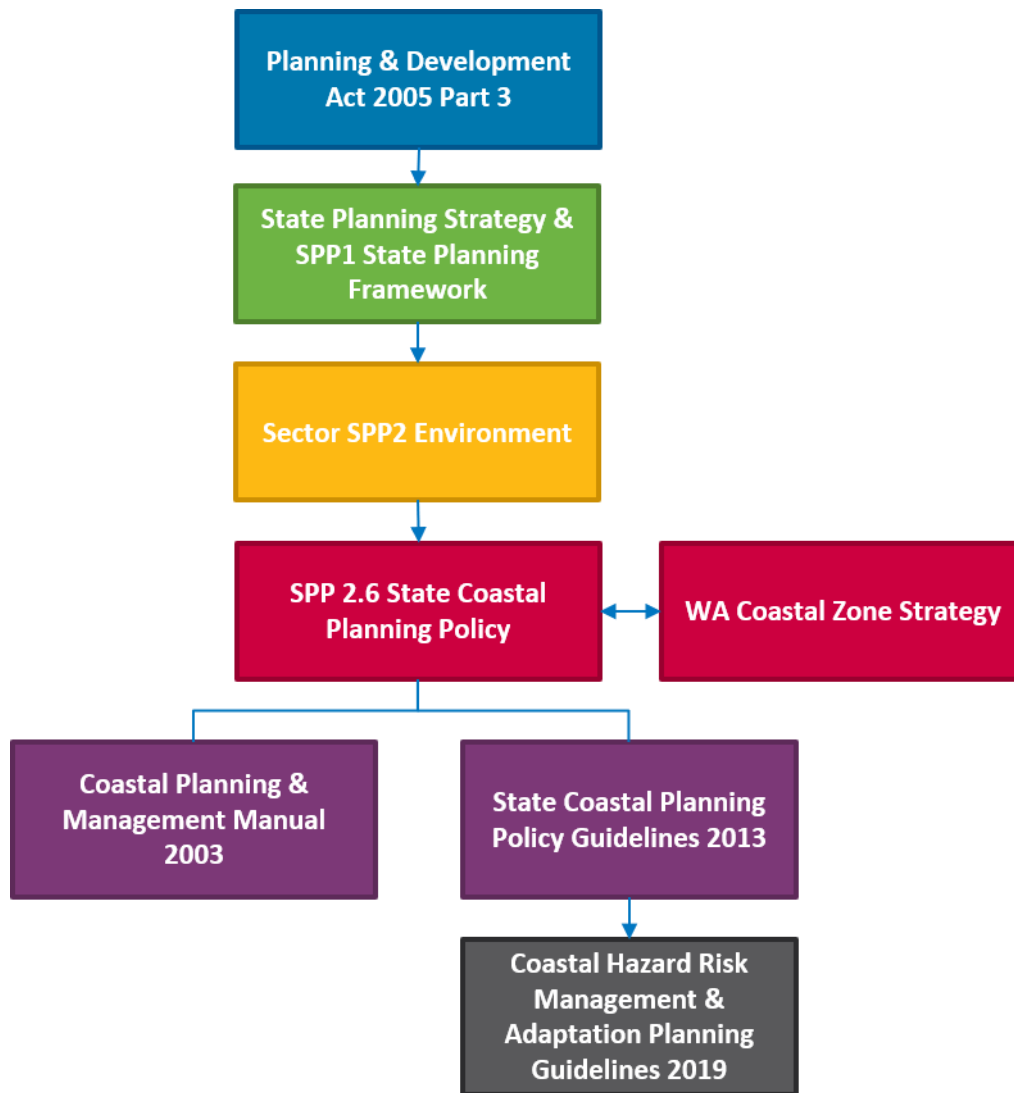 Planning & Development
Act 2005 Part 3
State Planning Strategy &
SPP1 State Planning
Framework
Sector SPP2 Environment
SPP 2.6 State Coastal
Planning Policy
WA Coastal Zone Strategy
Coastal Planning &
Management Manual
2003
State Coastal Planning
Policy Guidelines 2013
Coastal Hazard Risk
Management &
Adaptation Planning
Guidelines 2019